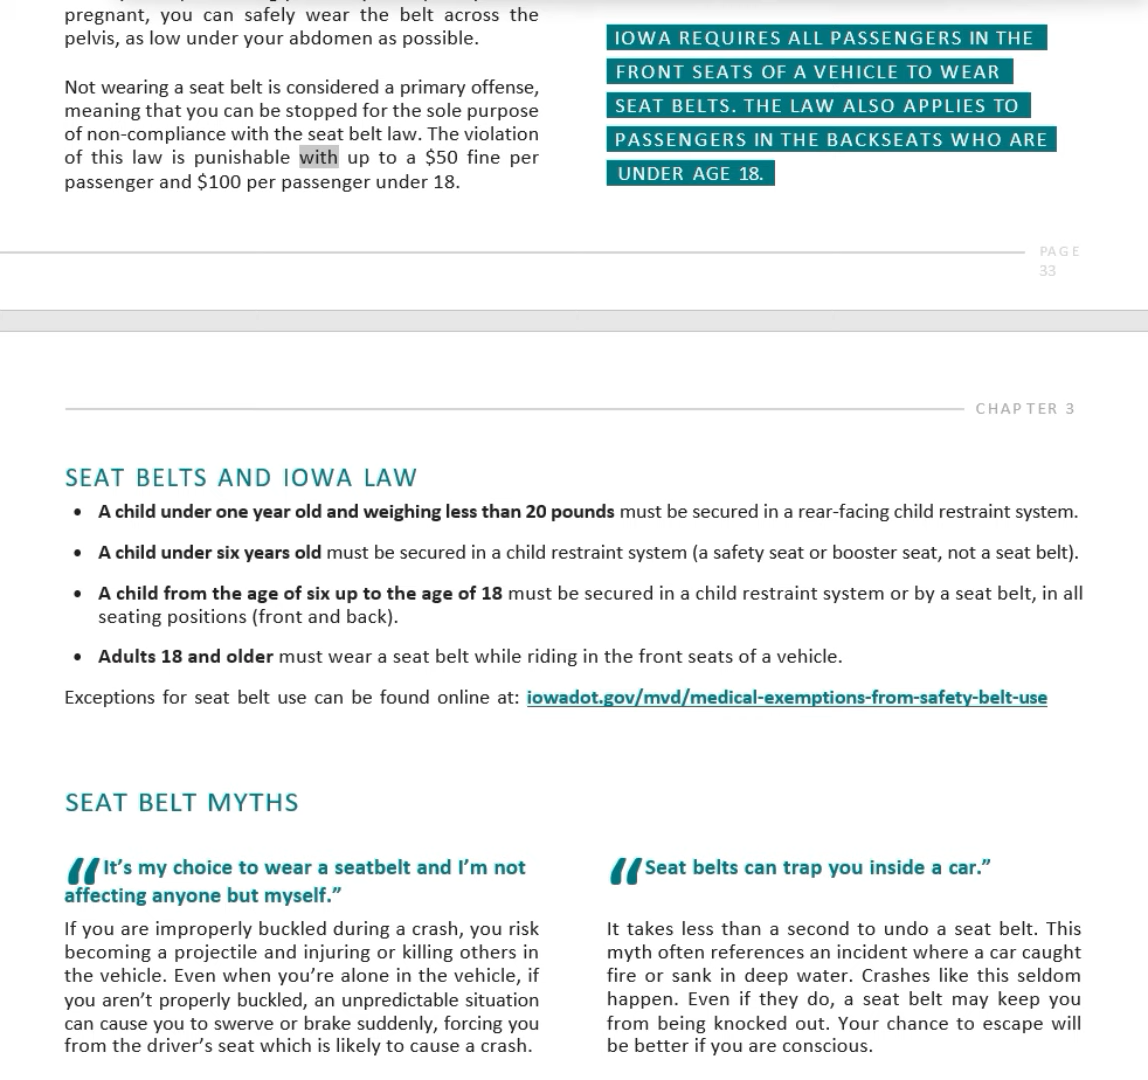 pregnant, you can safely wear the belt across the
pelvis, as low under your abdomen as possible.
Not wearing a seat belt is considered a primary offense,
meaning that you can be stopped for the sole purpose
of non-compliance with the seat belt law. The violation
of this law is punishable with up to a $50 fine per
passenger and $100 per passenger under 18.
IOWA REQUIRES ALL PASSENGERS IN THE
FRONT SEATS OF A VEHICLE TO WEAR
SEAT BELTS. THE LAW ALSO APPLIES TO
PASSENGERS IN THE BACKSEATS WHO ARE
UNDER AGE 18.
PAGE
33
CHAPTER 3
SEAT BELTS AND IOWA LAW
• A child under one year old and weighing less than 20 pounds must be secured in a rear-facing child restraint system.
• A child under six years old must be secured in a child restraint system (a safety seat or booster seat, not a seat belt).
• A child from the age of six up to the age of 18 must be secured in a child restraint system or by a seat belt, in all
seating positions (front and back).
• Adults 18 and older must wear a seat belt while riding in the front seats of a vehicle.
Exceptions for seat belt use can be found online at: iowadot.gov/mvd/medical-exemptions-from-safety-belt-use
SEAT BELT MYTHS
“It’s my choice to wear a seatbelt and I’m not
affecting anyone but myself.”
If you are improperly buckled during a crash, you risk
becoming a projectile and injuring or killing others in
the vehicle. Even when you’re alone in the vehicle, if
you aren’t properly buckled, an unpredictable situation
can cause you to swerve or brake suddenly, forcing you
from the driver’s seat which is likely to cause a crash.
“Seat belts can trap you inside a car.”
It takes less than a second to undo a seat belt. This
myth often references an incident where a car caught
fire or sank in deep water. Crashes like this seldom
happen. Even if they do, a seat belt may keep you
from being knocked out. Your chance to escape will
be better if you are conscious.